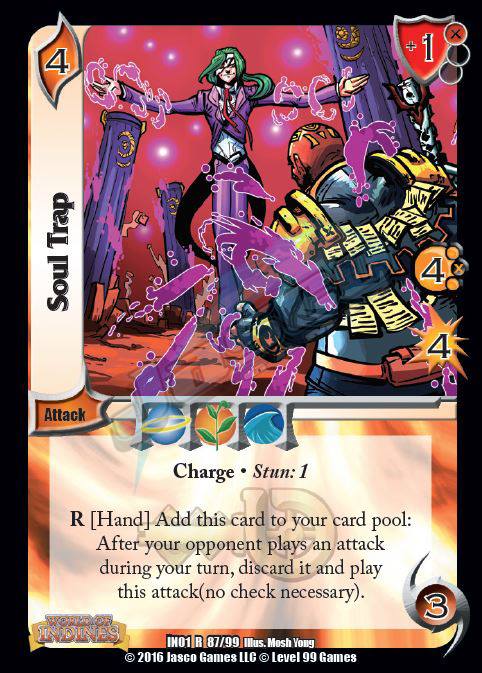 4
+1
Soul Trap
4
4
Attack
Charge • Stun: 1
R [Hand] Add this card to your card pool:
After your opponent plays an attack
during your turn, discard it and play
this attack(no check necessary).
3
WORLD OF
INDINES
IN01 R 87/99 Illus. Mosh Yong
© 2016 Jasco Games LLC © Level 99 Games